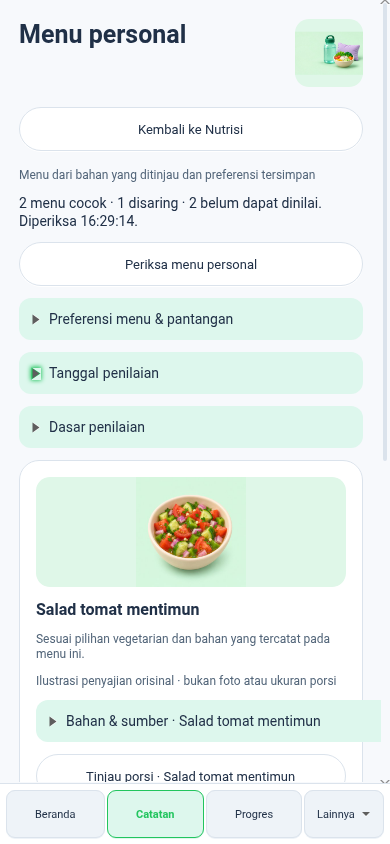 Menu personal
Kembali ke Nutrisi
Menu dari bahan yang ditinjau dan preferensi tersimpan
2 menu cocok · 1 disaring · 2 belum dapat dinilai.
Diperiksa 16:29:14.
Periksa menu personal
Preferensi menu & pantangan
Tanggal penilaian
Dasar penilaian
Salad tomat mentimun
Sesuai pilihan vegetarian dan bahan yang tercatat pada
menu ini.
Ilustrasi penyajian orisinal · bukan foto atau ukuran porsi
Bahan & sumber · Salad tomat mentimun
Tinjau porsi · Salad tomat mentimun
Beranda
Catatan
Progres
Lainnya